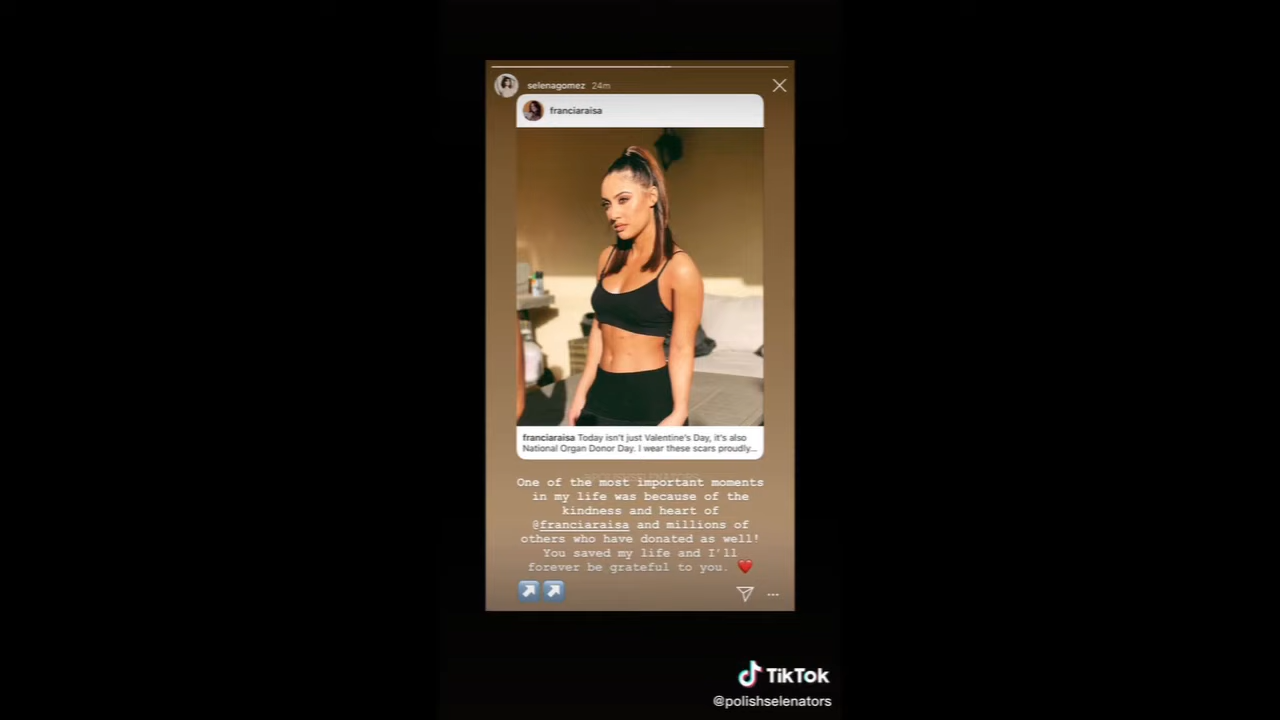 selenagomez 24m
franciaraisa
franciaraisa Today isn't just Valentine's Day, it's also
National Organ Donor Day. I wear these scars proudly...
One of the most important moments
in my life was because of the
kindness and heart of
@franciaraisa and millions of
others who have donated as well!
You saved my life and I'll
forever be grateful to you. ❤️
TikTok
@polishselenators